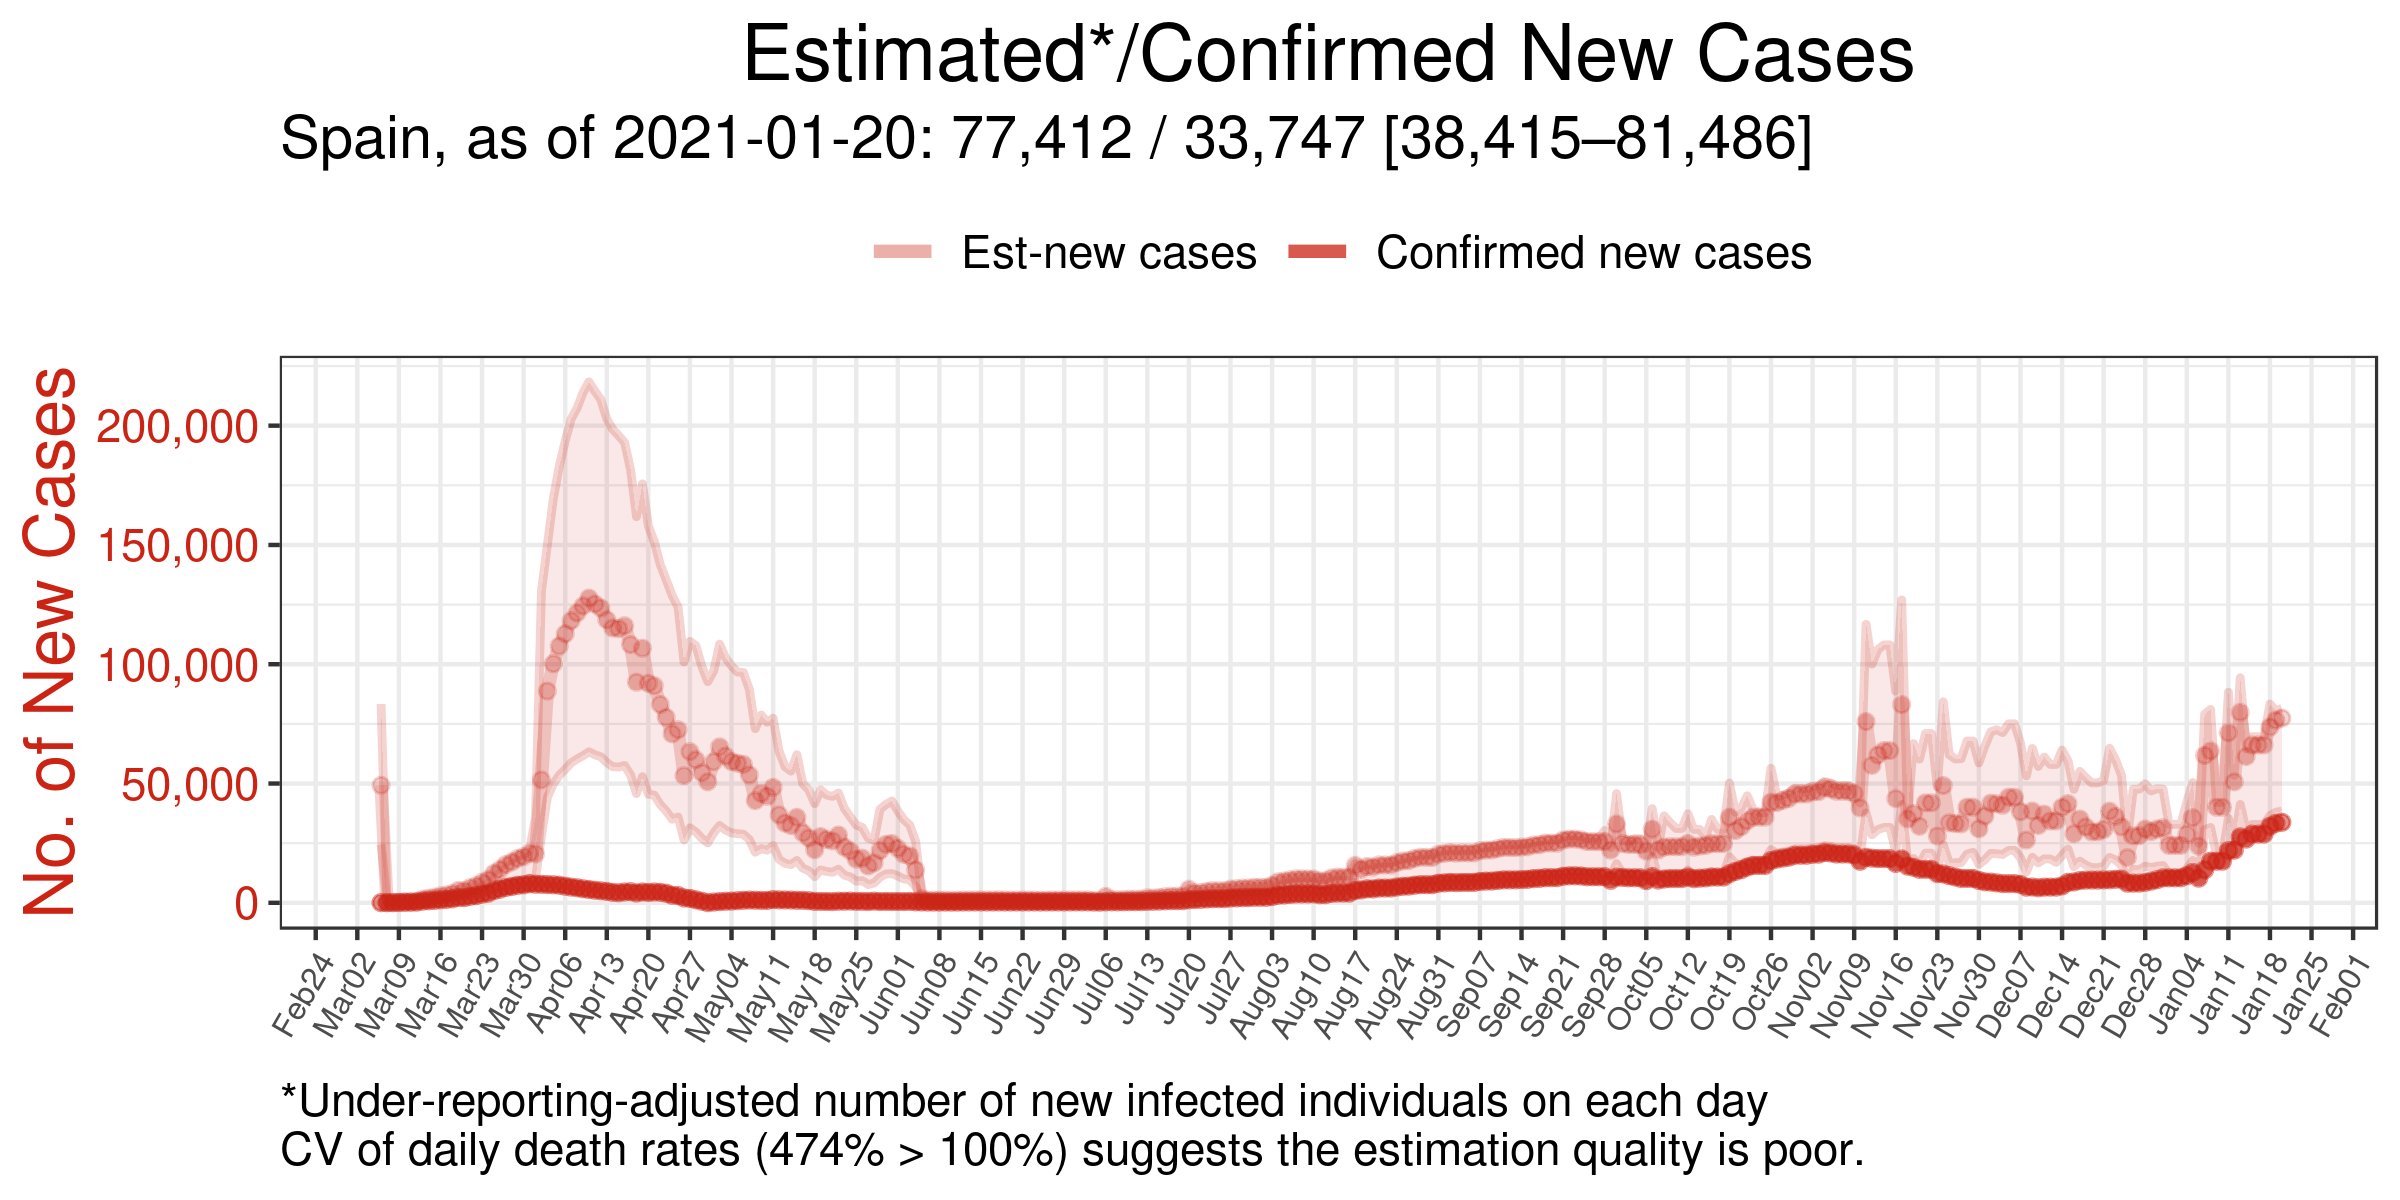 Estimated*/Confirmed New Cases
Spain, as of 2021-01-20: 77,412 / 33,747 [38,415–81,486]
Est-new cases Confirmed new cases
No. of New Cases
200,000
150,000
100,000
50,000
0
Feb24 Mar02 Mar09 Mar16 Mar23 Mar30 Apr06 Apr13 Apr20 Apr27 May04 May11 May18 May25 Jun01 Jun08 Jun15 Jun22 Jun29 Jul06 Jul13 Jul20 Jul27 Aug03 Aug10 Aug17 Aug24 Aug31 Sep07 Sep14 Sep21 Sep28 Oct05 Oct12 Oct19 Oct26 Nov02 Nov09 Nov16 Nov23 Nov30 Dec07 Dec14 Dec21 Dec28 Jan04 Jan11 Jan18 Jan25 Feb01
*Under-reporting-adjusted number of new infected individuals on each day
CV of daily death rates (474% > 100%) suggests the estimation quality is poor.